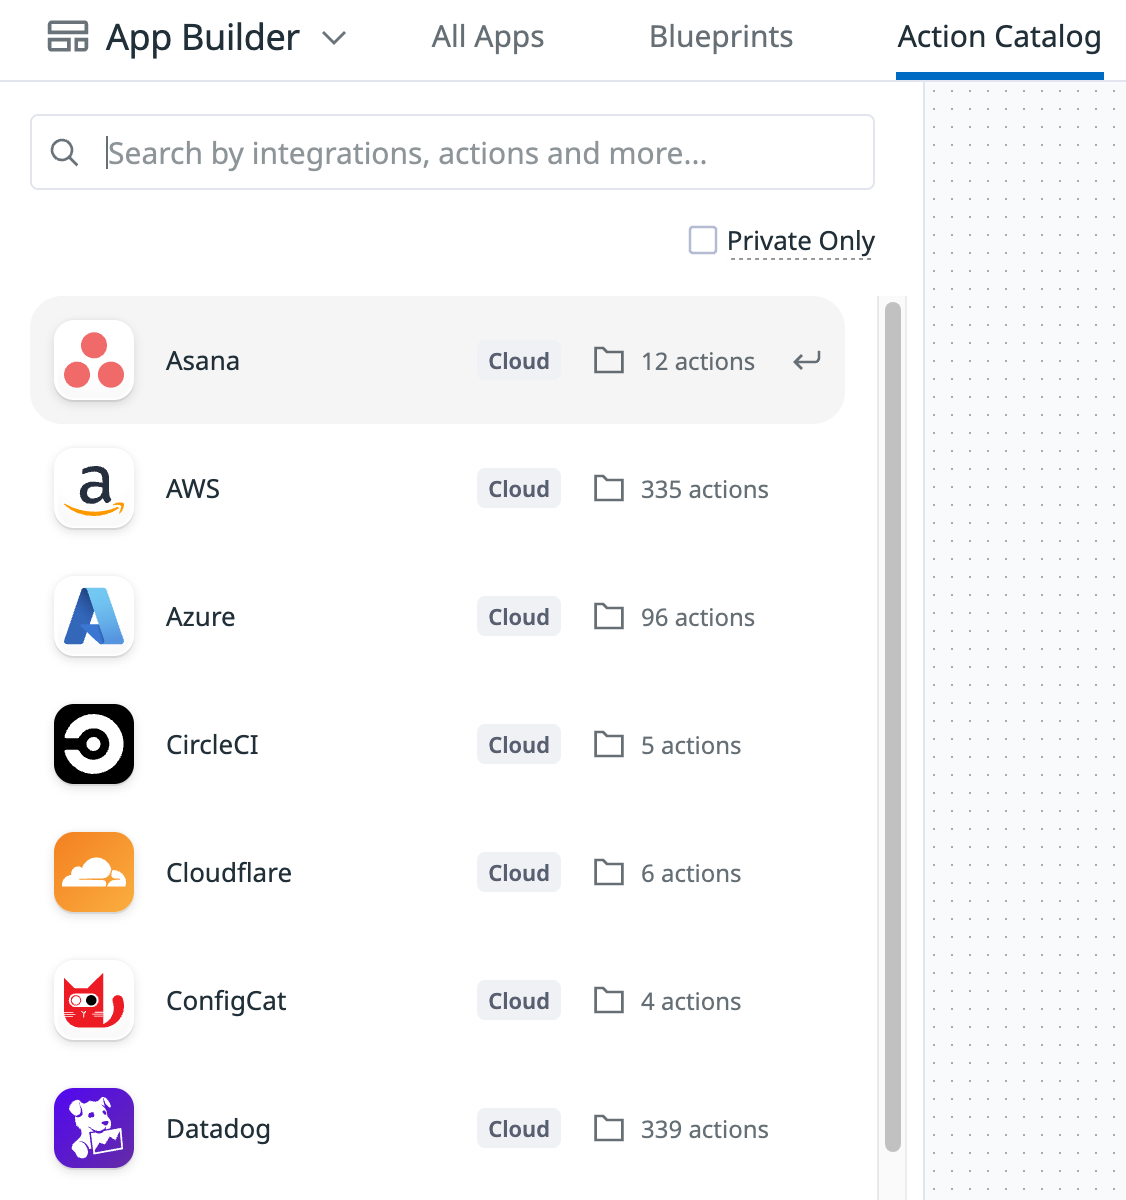 App Builder All Apps Blueprints Action Catalog
Search by integrations, actions and more...
Private Only
Asana Cloud 12 actions
AWS Cloud 335 actions
Azure Cloud 96 actions
CircleCI Cloud 5 actions
Cloudflare Cloud 6 actions
ConfigCat Cloud 4 actions
Datadog Cloud 339 actions